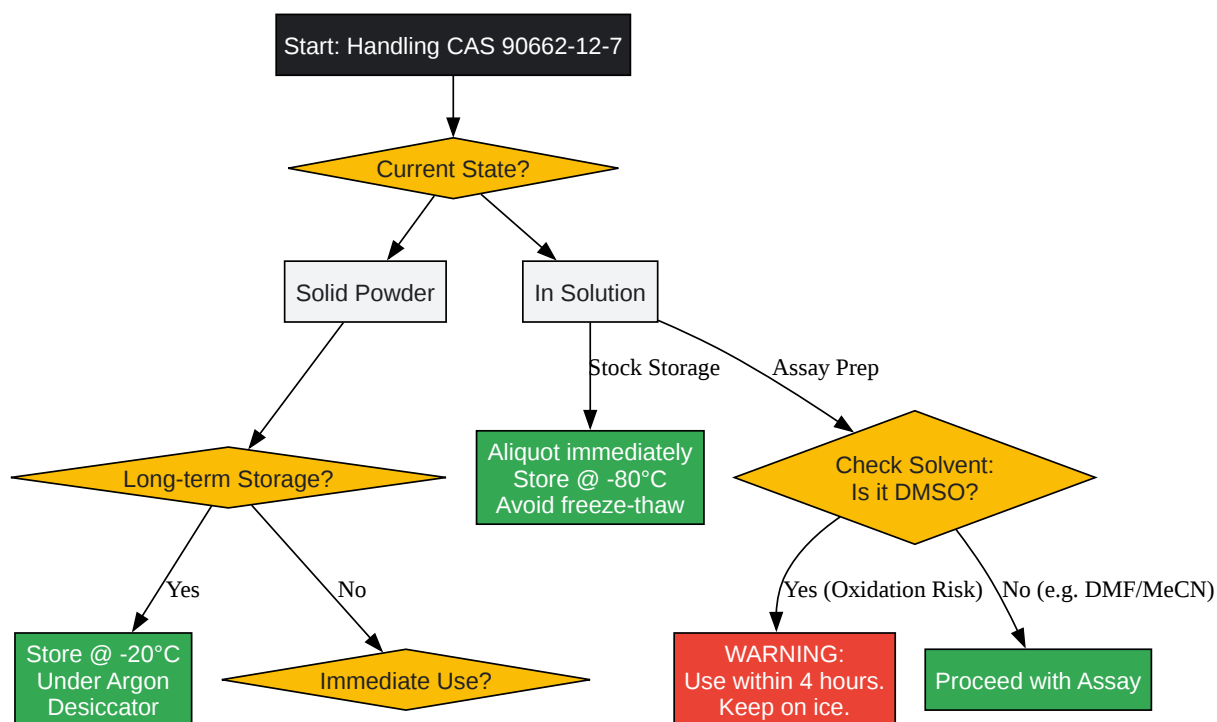 Start: Handling CAS 90662-12-7
Current State?
Solid Powder
In Solution
Stock Storage
Assay Prep
Long-term Storage?
Aliquot immediately
Store @ -80°C
Avoid freeze-thaw
Check Solvent:
Is it DMSO?
Yes
No
Yes (Oxidation Risk)
No (e.g. DMF/MeCN)
Store @ -20°C
Under Argon
Desiccator
Immediate Use?
WARNING:
Use within 4 hours.
Keep on ice.
Proceed with Assay